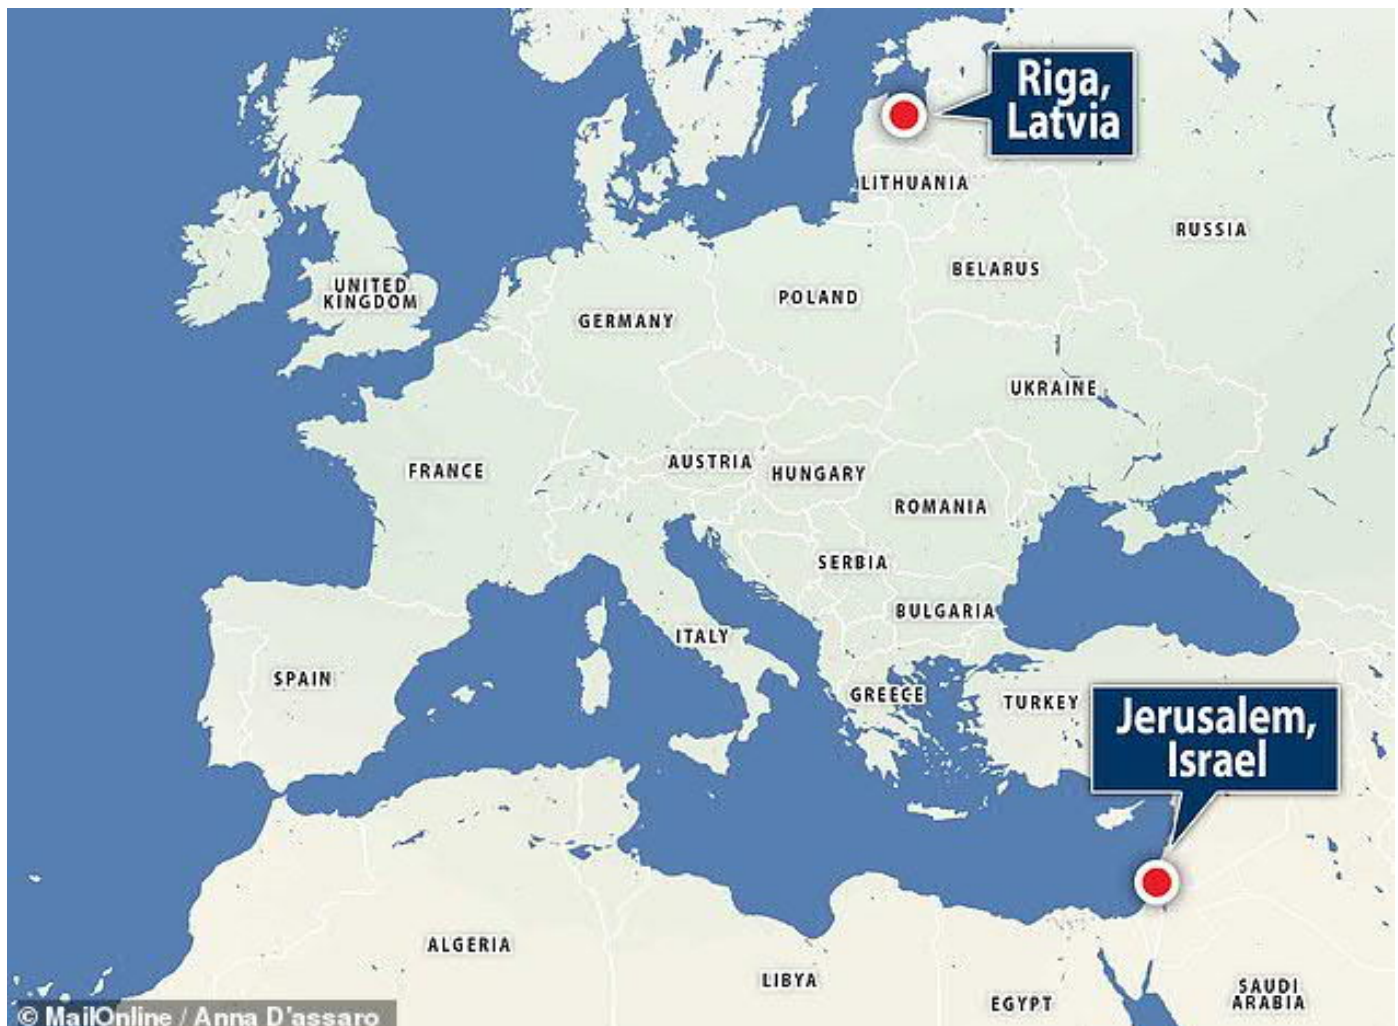 Riga,
Latvia
LITHUANIA
RUSSIA
BELARUS
UNITED
KINGDOM
POLAND
GERMANY
UKRAINE
FRANCE
AUSTRIA
HUNGARY
ROMANIA
SERBIA
BULGARIA
ITALY
SPAIN
GREECE
TURKEY
Jerusalem,
Israel
ALGERIA
LIBYA
EGYPT
SAUDI
ARABIA
© MailOnline / Anna D'assaro